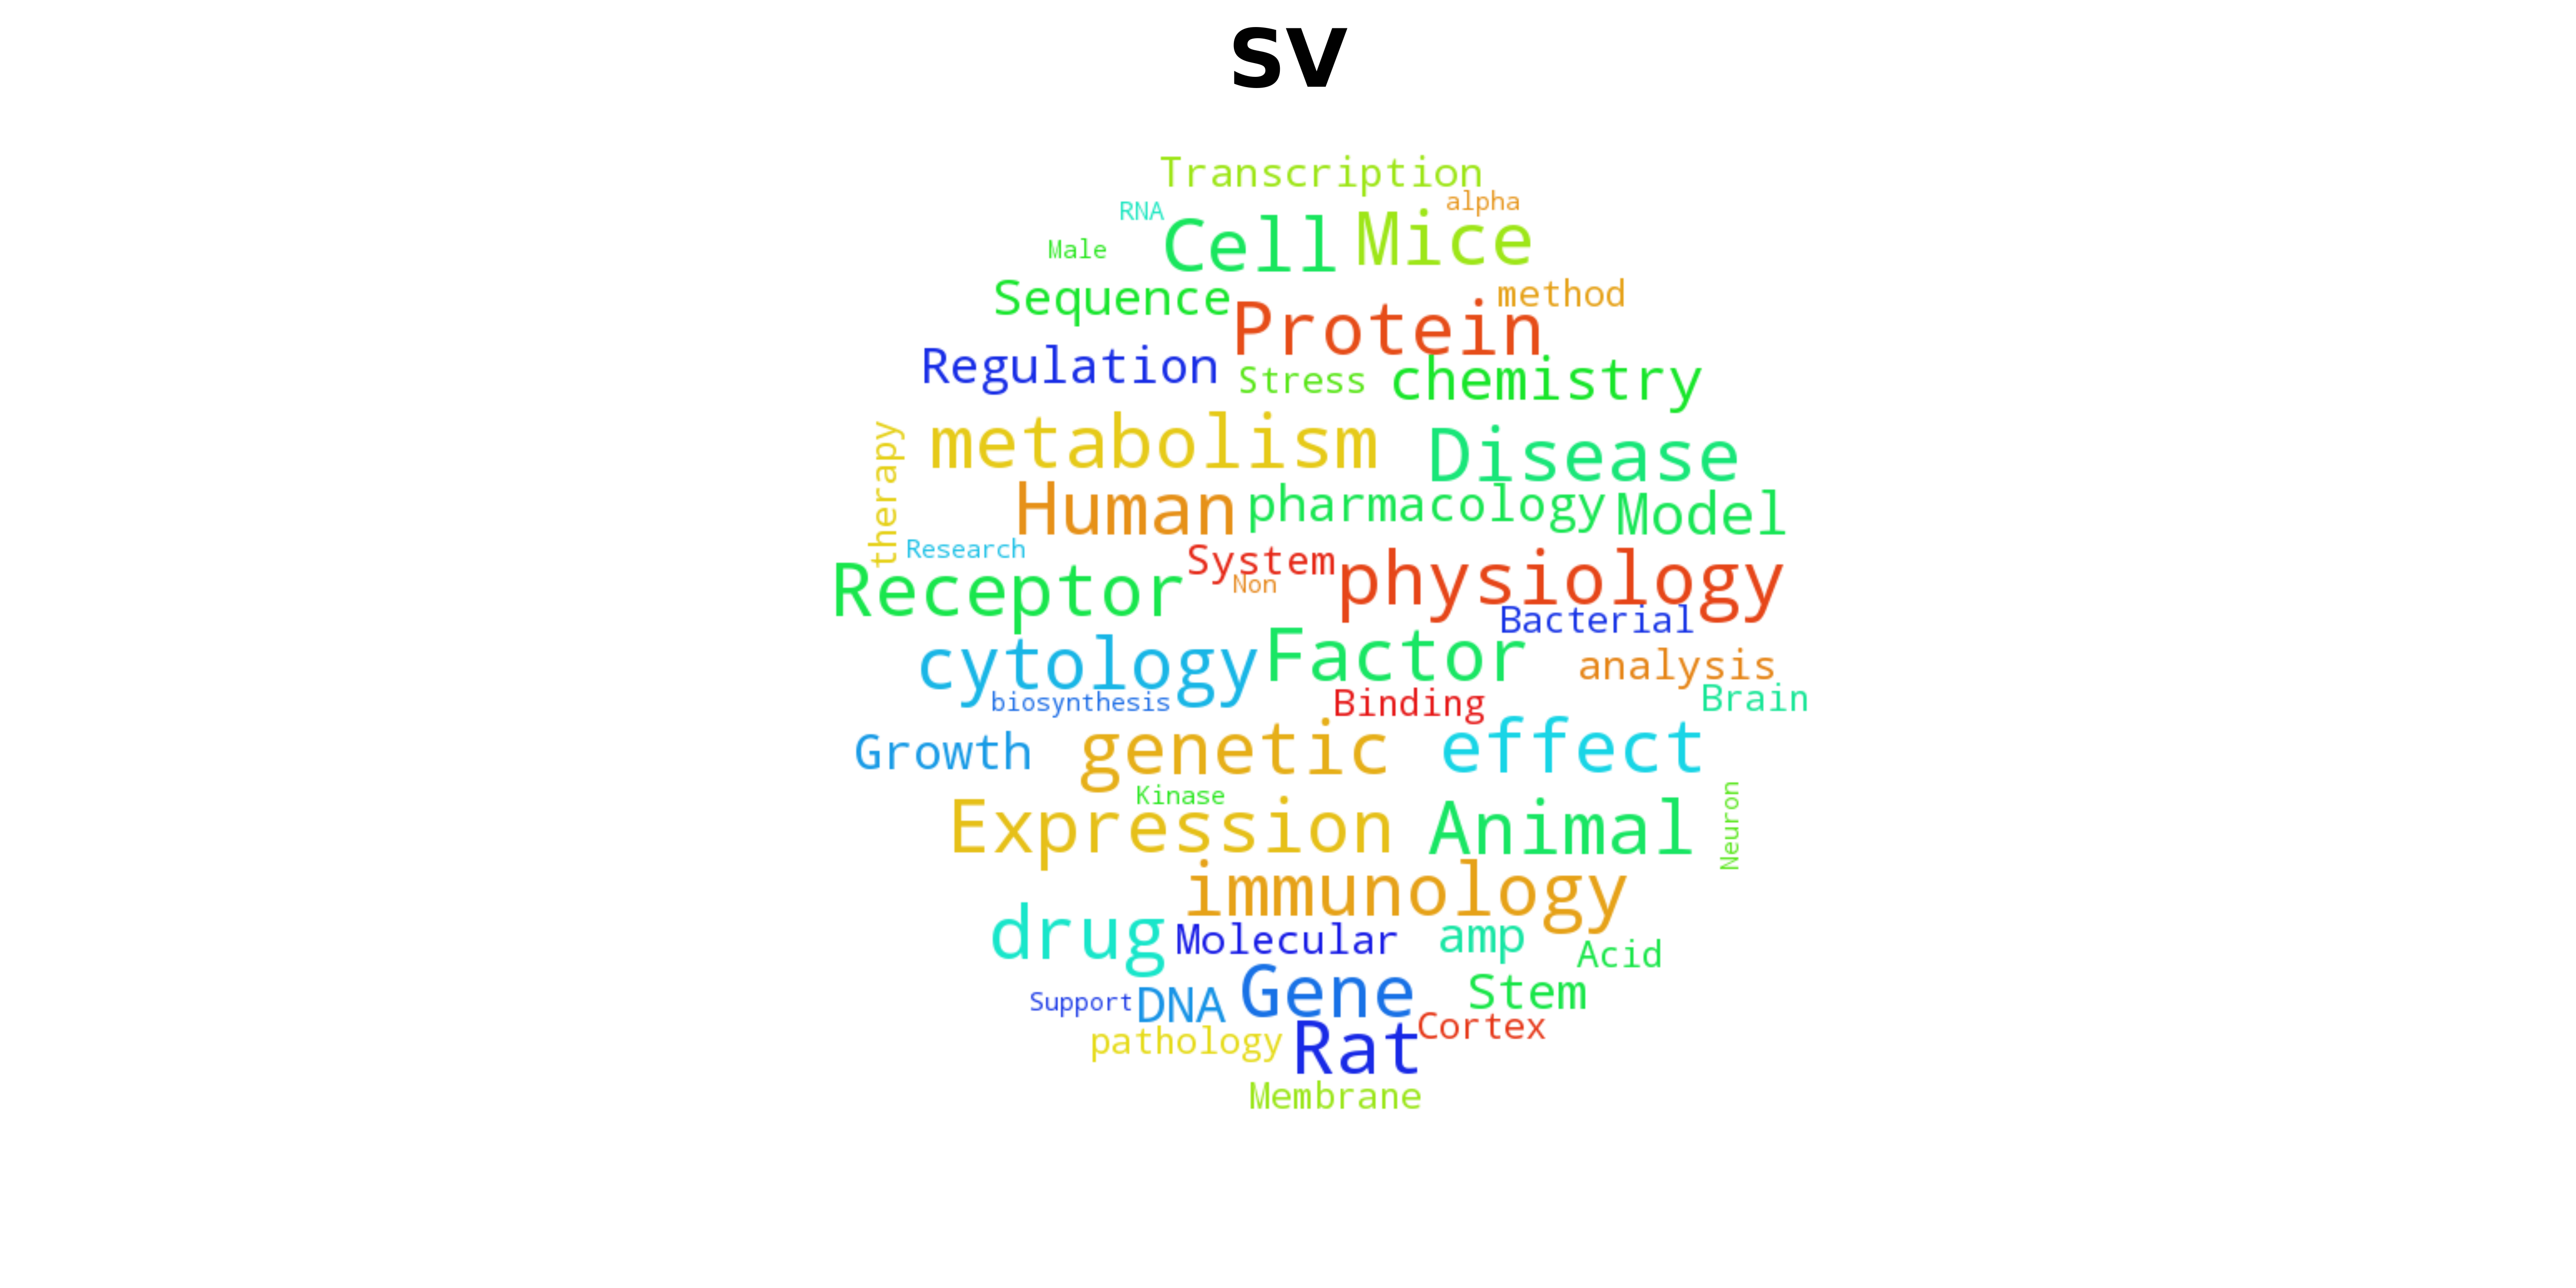 SV
Transcription
alpha
RNA
Cell Mice
Male
Sequence
method
Protein
Regulation
Stress chemistry
metabolism Disease
therapy
Human pharmacology Model
Research
System
Non
Receptor physiology
Bacterial
cytology Factor analysis
biosynthesis
Binding
Brain
Growth genetic effect
Kinase
Neuron
Expression Animal
immunology
drug Molecular amp
Acid
Support DNA Gene Stem
Cortex
pathology Rat
Membrane